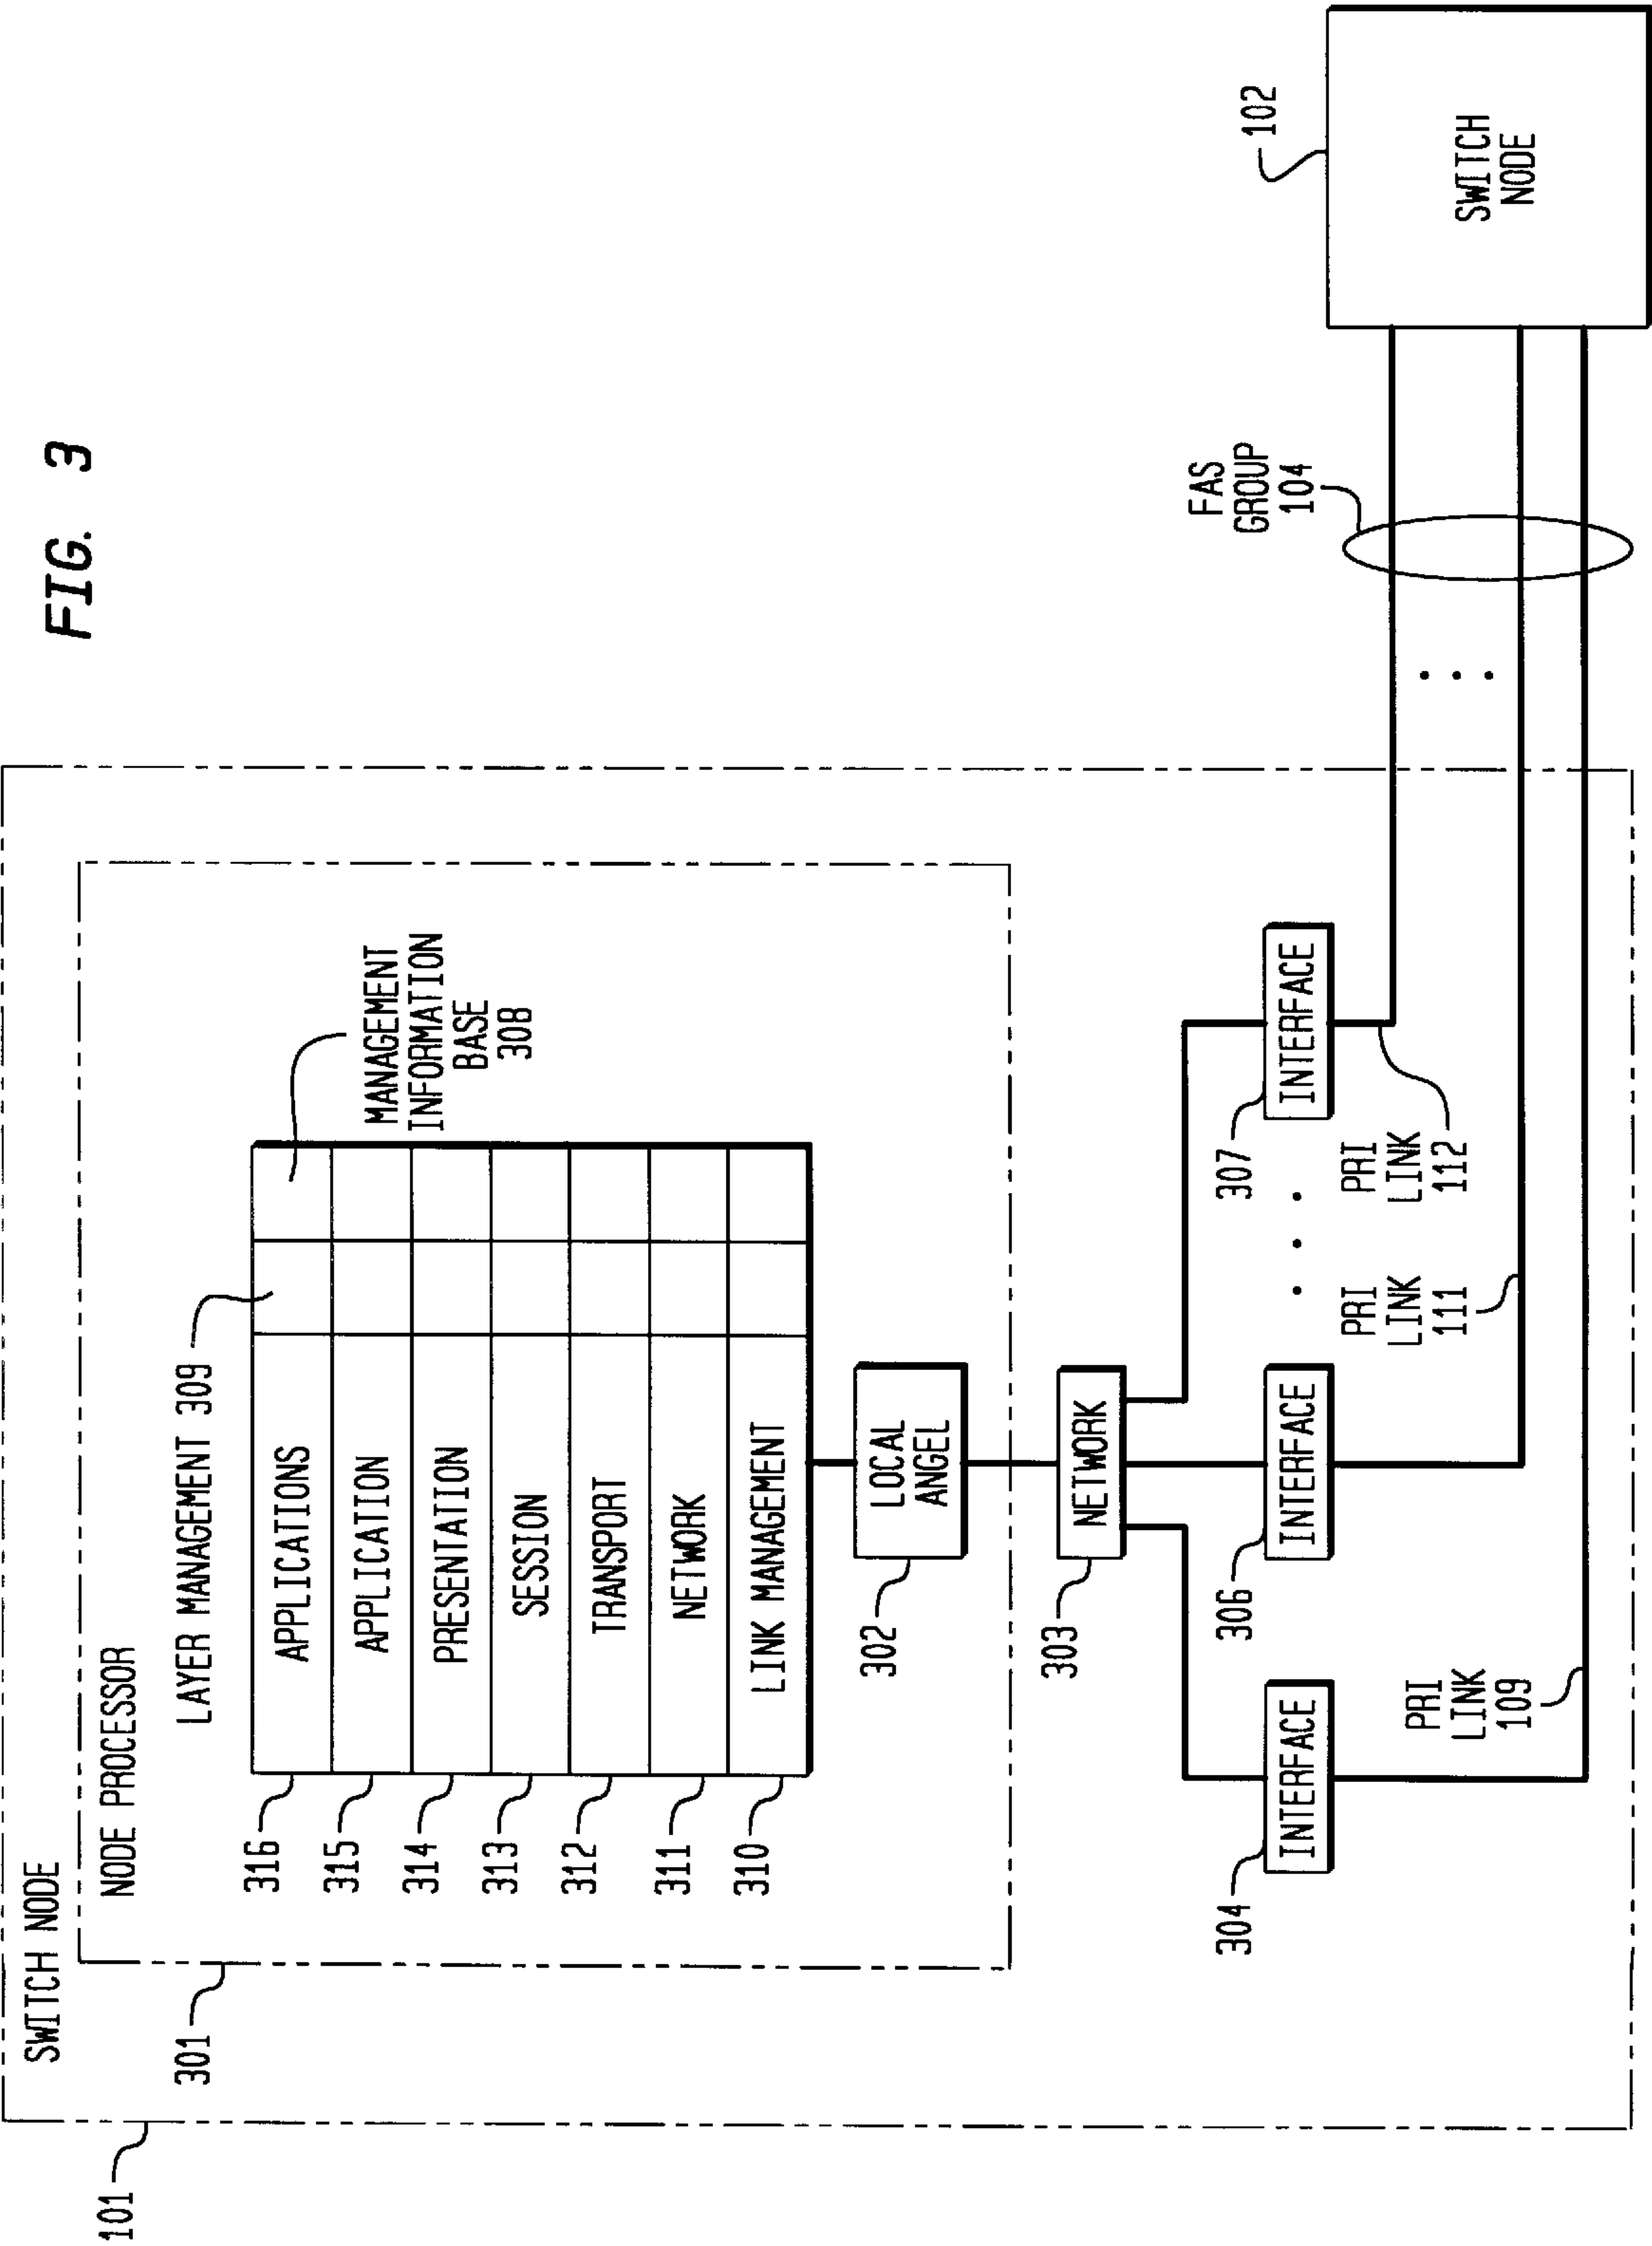 FIG. 3
SWITCH NODE
101
NODE PROCESSOR
301
LAYER MANAGEMENT 309
MANAGEMENT
INFORMATION
BASE
308
316
APPLICATIONS
315
APPLICATION
314
PRESENTATION
313
SESSION
312
TRANSPORT
311
NETWORK
310
LINK MANAGEMENT
302
LOCAL
ANGEL
303
NETWORK
304
INTERFACE
306
INTERFACE
307
INTERFACE
PRI
LINK
109
PRI
LINK
111
PRI
LINK
112
FAS
GROUP
104
102
SWITCH
NODE